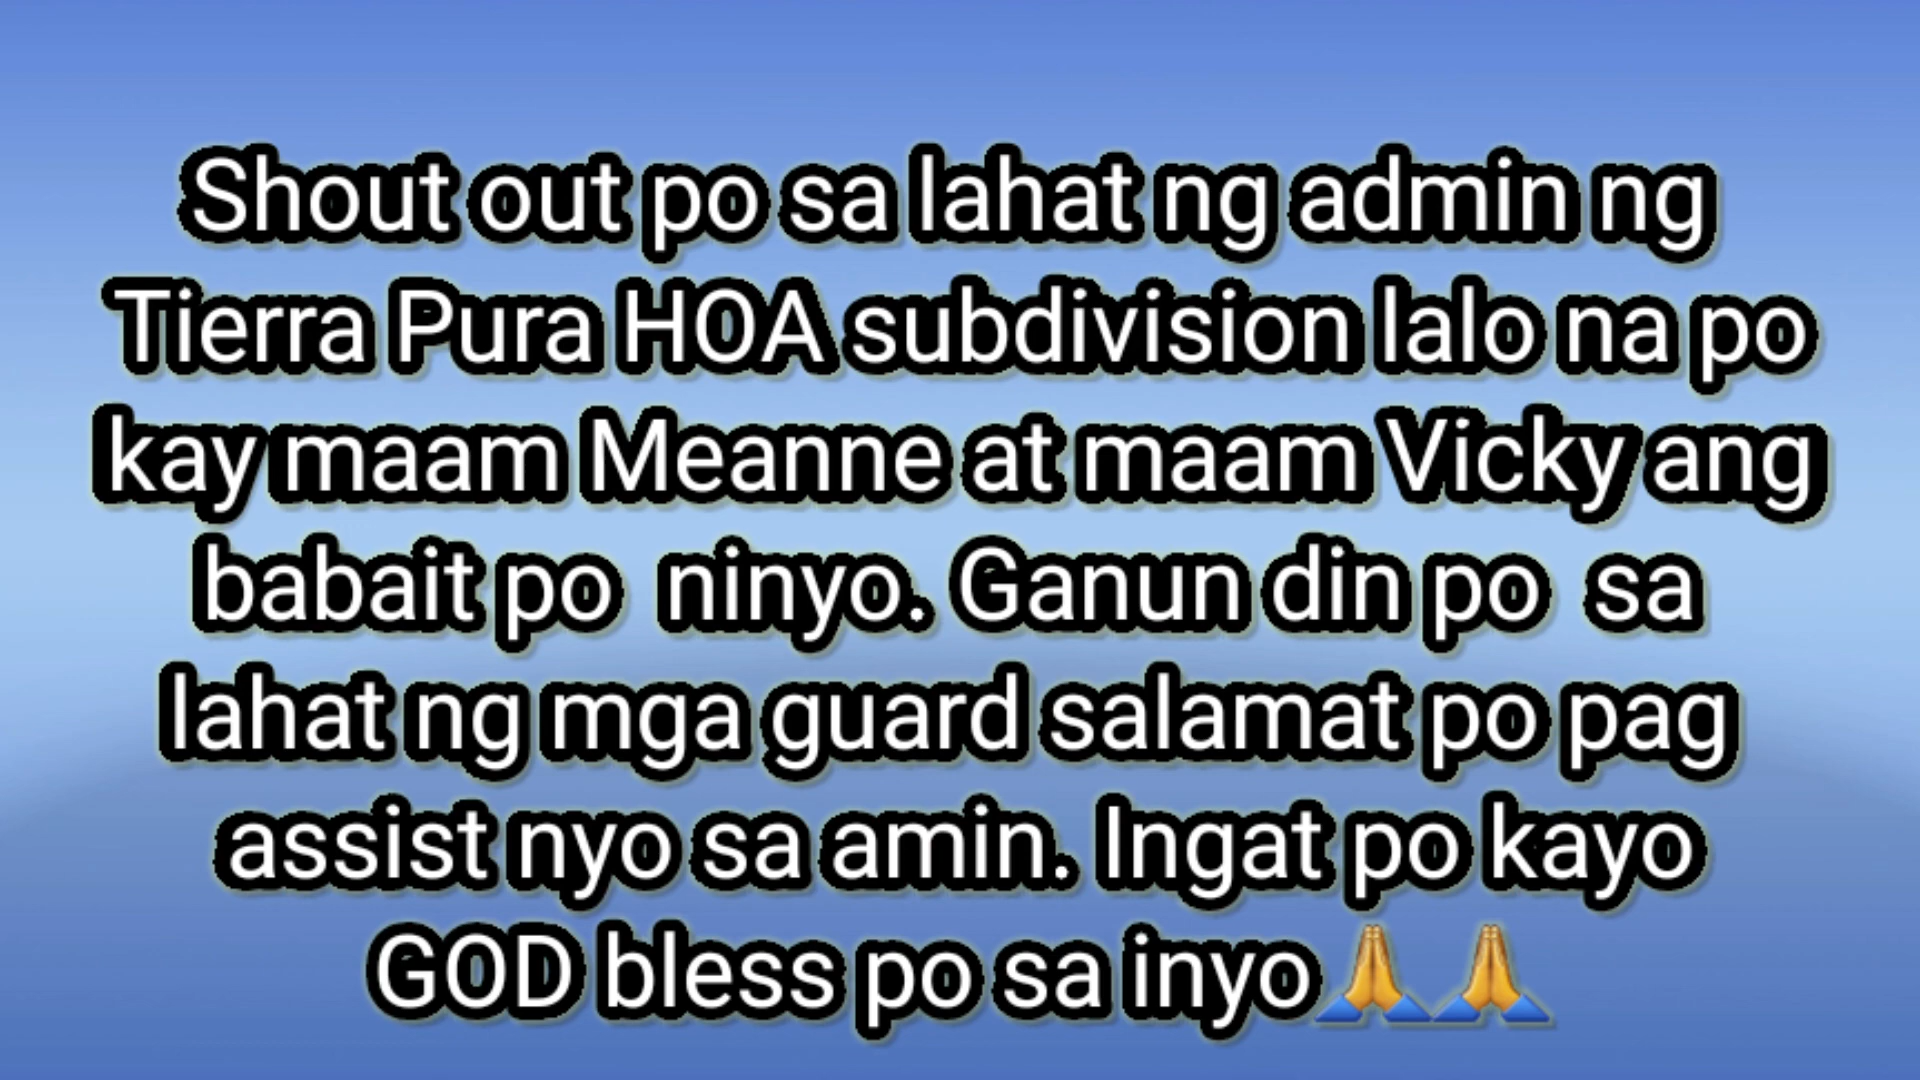 Shout out po sa lahat ng admin ng
Tierra Pura HOA subdivision lalo na po
kay maam Meanne at maam Vicky ang
babait po  ninyo. Ganun din po  sa
lahat ng mga guard salamat po pag
assist nyo sa amin. Ingat po kayo
GOD bless po sa inyo🙏🙏